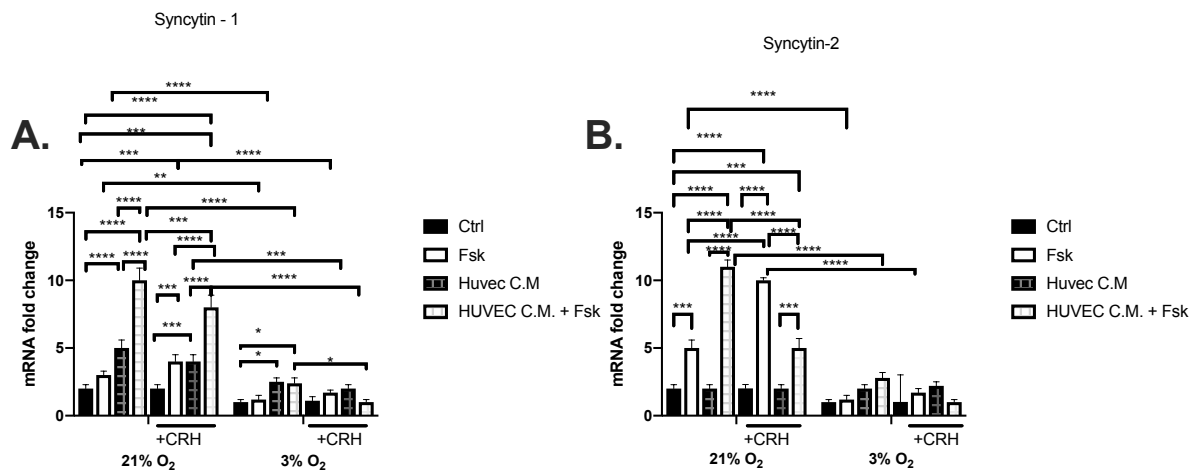 Syncytin - 1
A.
****
****
***
***
****
**
****
****
****
***
****
****
****
***
****
***
****
***
*
*
*
15
10
5
0
mRNA fold change
+CRH
+CRH
21% O₂
3% O₂
Ctrl
Fsk
Huvec C.M
HUVEC C.M. + Fsk
Syncytin-2
B.
****
****
***
****
****
****
****
****
****
****
****
****
***
***
15
10
5
0
mRNA fold change
+CRH
+CRH
21% O₂
3% O₂
Ctrl
Fsk
Huvec C.M
HUVEC C.M. + Fsk